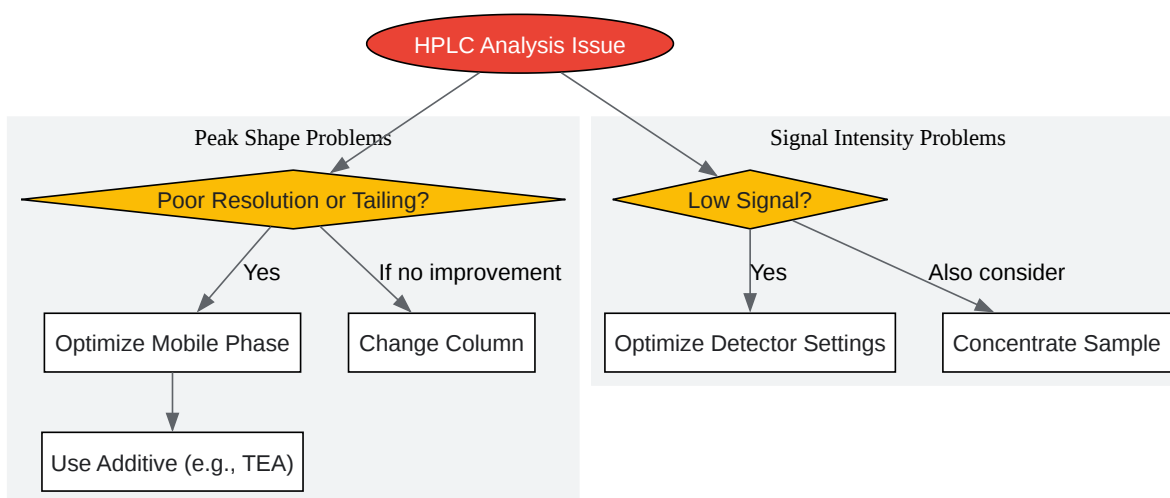 HPLC Analysis Issue
Peak Shape Problems
Signal Intensity Problems
Poor Resolution or Tailing?
Low Signal?
Yes
If no improvement
Yes
Also consider
Optimize Mobile Phase
Change Column
Optimize Detector Settings
Concentrate Sample
Use Additive (e.g., TEA)